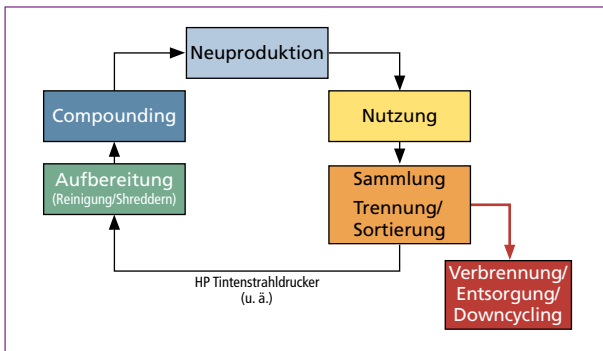 Neuproduktion
Compounding
Nutzung
Aufbereitung
(Reinigung/Shreddern)
Sammlung
Trennung/
Sortierung
HP Tintenstrahldrucker
(u. ä.)
Verbrennung/
Entsorgung/
Downcycling